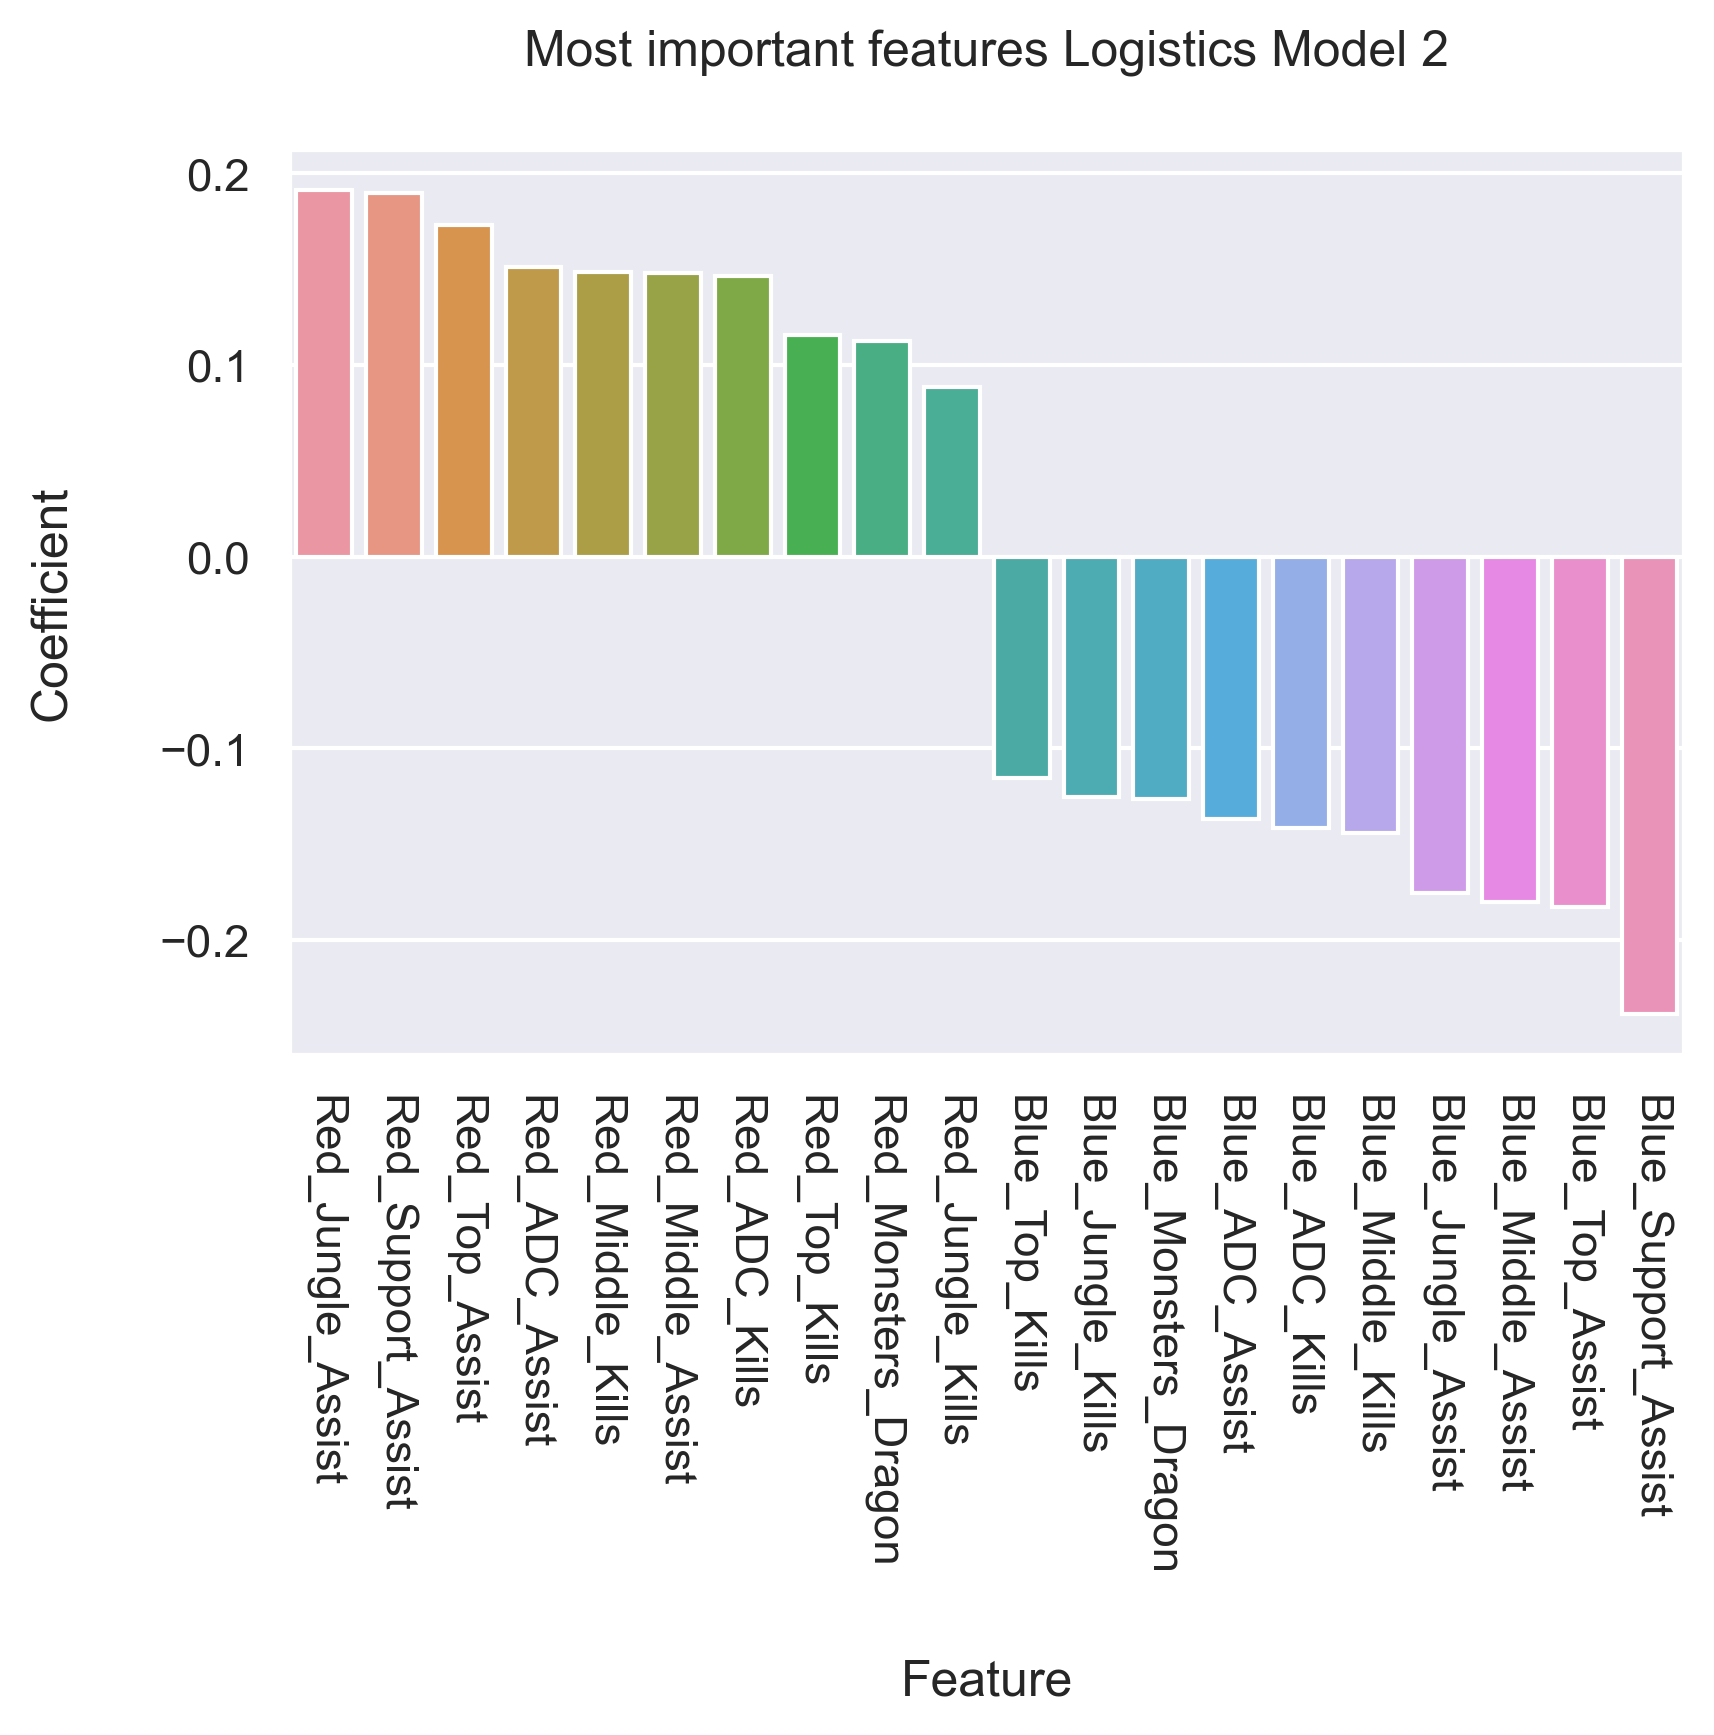 Most important features Logistics Model 2
0.2
0.1
0.0
−0.1
−0.2
Coefficient
Red_Jungle_Assist
Red_Support_Assist
Red_Top_Assist
Red_ADC_Assist
Red_Middle_Kills
Red_Middle_Assist
Red_ADC_Kills
Red_Top_Kills
Red_Monsters_Dragon
Red_Jungle_Kills
Blue_Top_Kills
Blue_Jungle_Kills
Blue_Monsters_Dragon
Blue_ADC_Assist
Blue_ADC_Kills
Blue_Middle_Kills
Blue_Jungle_Assist
Blue_Middle_Assist
Blue_Top_Assist
Blue_Support_Assist
Feature